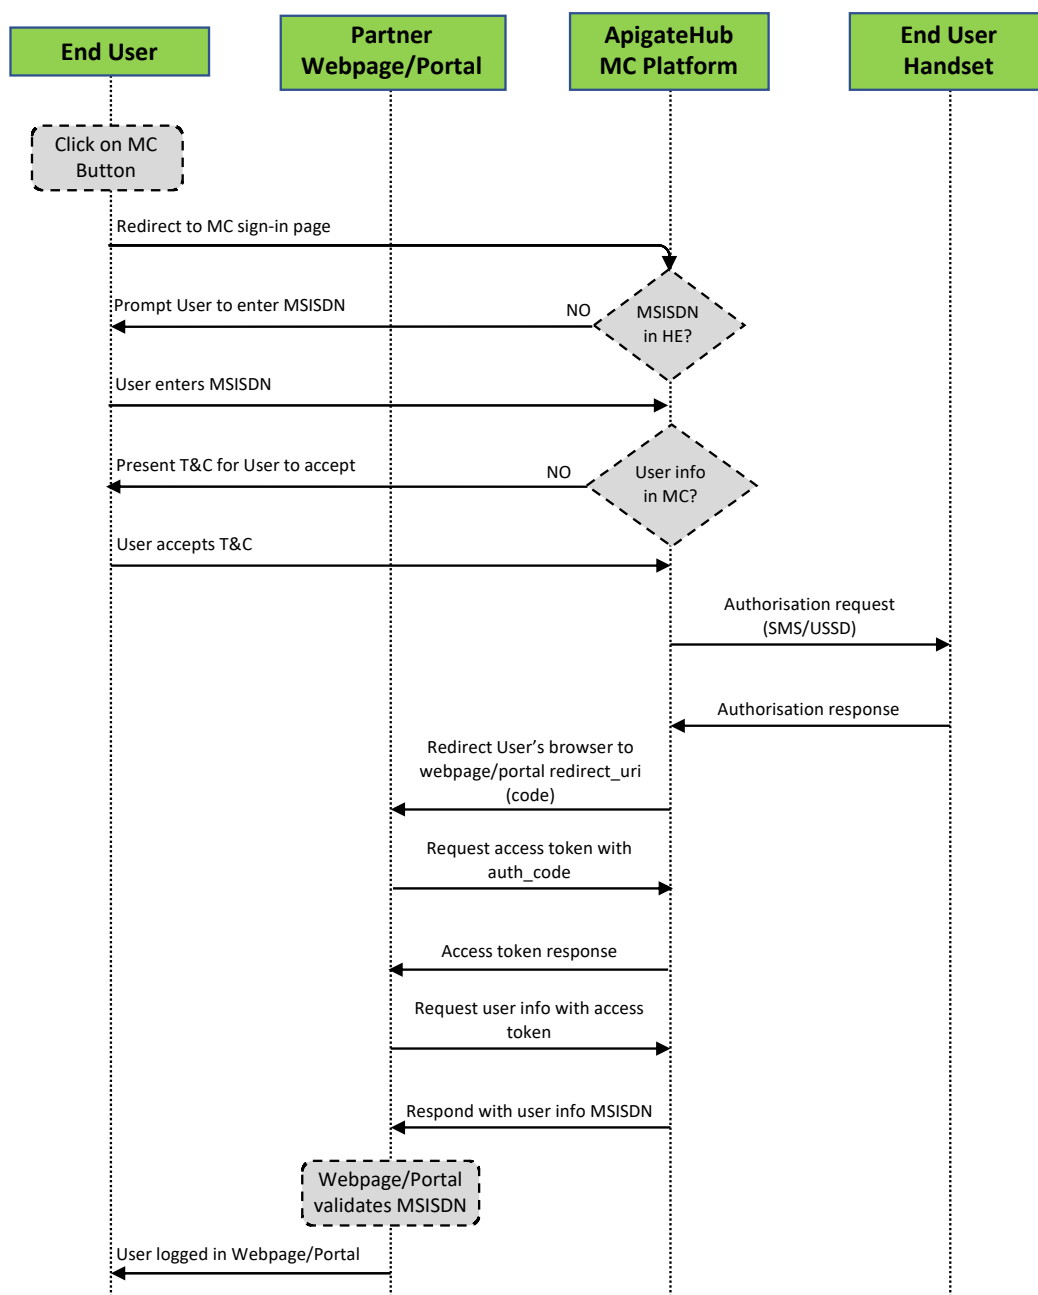 End User
Partner
Webpage/Portal
ApigateHub
MC Platform
End User
Handset
Click on MC
Button
Redirect to MC sign-in page
Prompt User to enter MSISDN
NO
MSISDN
in HE?
User enters MSISDN
Present T&C for User to accept
NO
User info
in MC?
User accepts T&C
Authorisation request
(SMS/USSD)
Authorisation response
Redirect User’s browser to
webpage/portal redirect_uri
(code)
Request access token with
auth_code
Access token response
Request user info with access
token
Respond with user info MSISDN
Webpage/Portal
validates MSISDN
User logged in Webpage/Portal